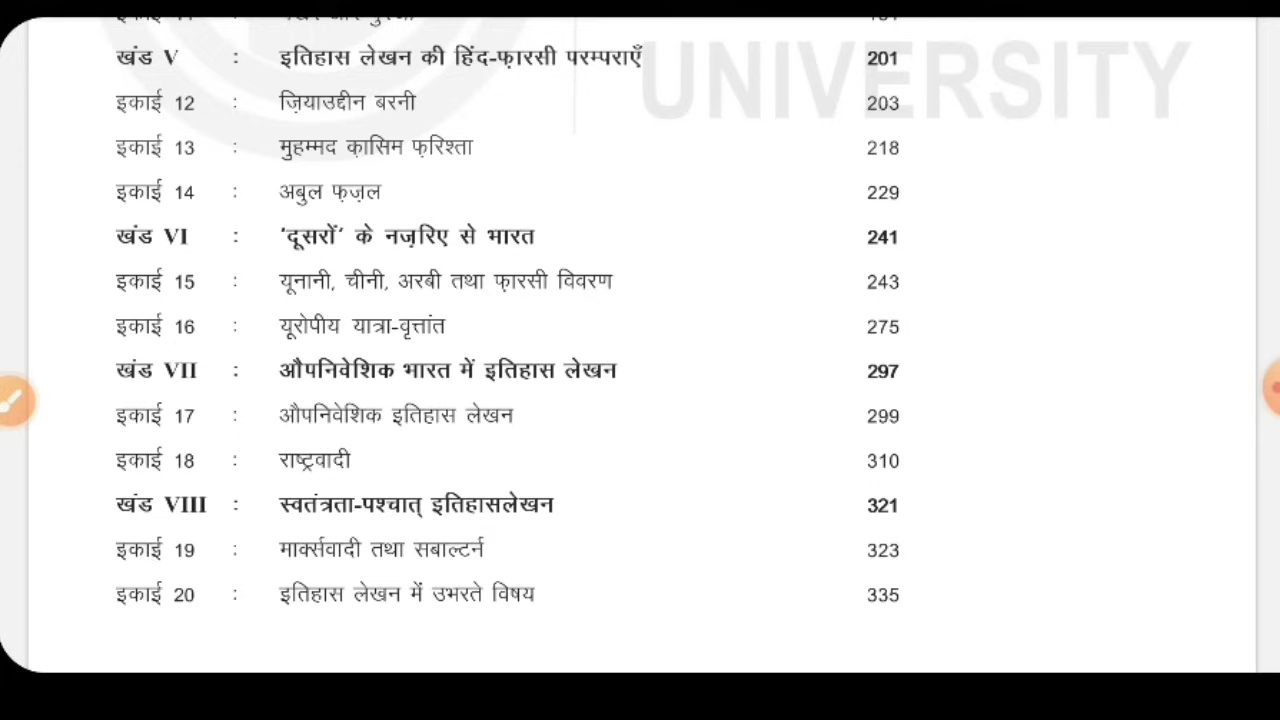 UNIVERSITY
खंड V : इतिहास लेखन की हिंद-फ़ारसी परम्पराएँ 201
इकाई 12 : ज़ियाउद्दीन बरनी 203
इकाई 13 : मुहम्मद क़ासिम फ़रिश्ता 218
इकाई 14 : अबुल फ़ज़ल 229
खंड VI : ‘दूसरों’ के नज़रिए से भारत 241
इकाई 15 : यूनानी, चीनी, अरबी तथा फ़ारसी विवरण 243
इकाई 16 : यूरोपीय यात्रा-वृत्तांत 275
खंड VII : औपनिवेशिक भारत में इतिहास लेखन 297
इकाई 17 : औपनिवेशिक इतिहास लेखन 299
इकाई 18 : राष्ट्रवादी 310
खंड VIII : स्वतंत्रता-पश्चात् इतिहासलेखन 321
इकाई 19 : मार्क्सवादी तथा सबाल्टर्न 323
इकाई 20 : इतिहास लेखन में उभरते विषय 335